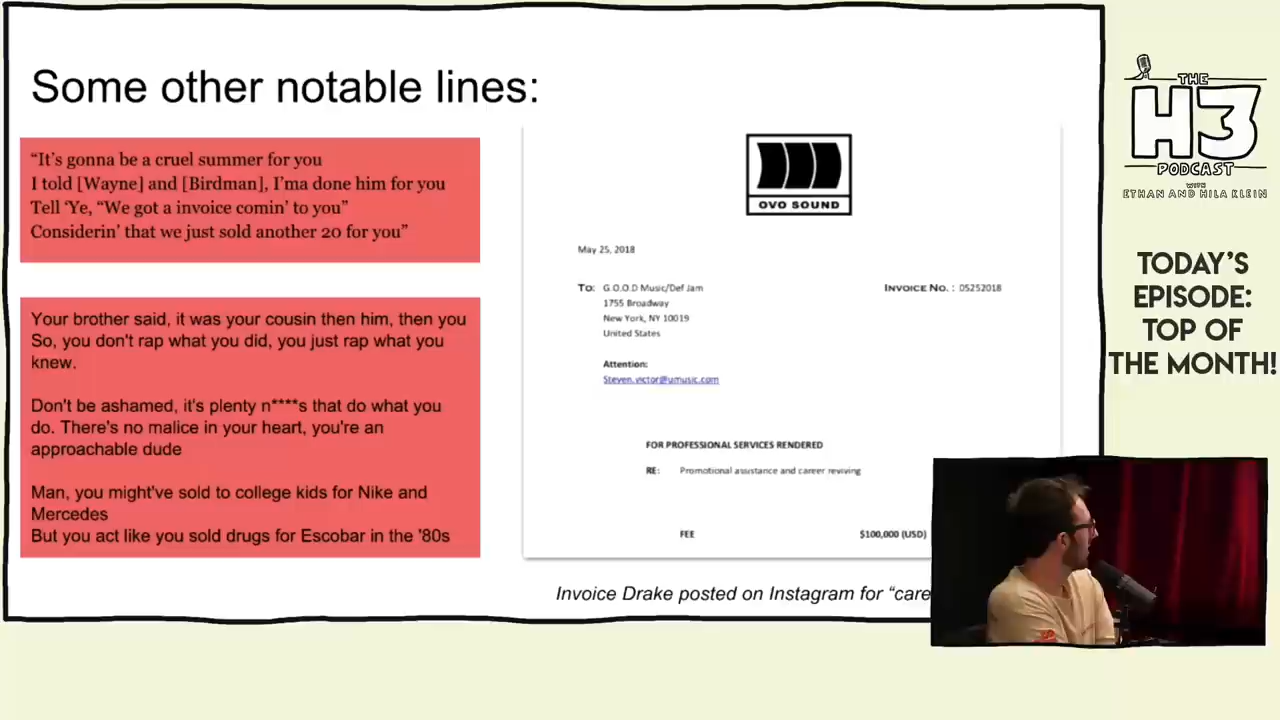 Some other notable lines:
“It’s gonna be a cruel summer for you
I told [Wayne] and [Birdman], I’ma done him for you
Tell ‘Ye, “We got a invoice comin’ to you”
Considerin’ that we just sold another 20 for you”
Your brother said, it was your cousin then him, then you
So, you don't rap what you did, you just rap what you
knew.
Don't be ashamed, it's plenty n****s that do what you
do. There's no malice in your heart, you're an
approachable dude
Man, you might've sold to college kids for Nike and
Mercedes
But you act like you sold drugs for Escobar in the '80s
OVO SOUND
May 25, 2018
To: G.O.O.D Music/Def Jam
INVOICE NO. : 05252018
1755 Broadway
New York, NY 10019
United States
Attention:
Steven.victor@umusic.com
FOR PROFESSIONAL SERVICES RENDERED
RE: Promotional assistance and career reviving
FEE $100,000 (USD)
Invoice Drake posted on Instagram for “care
THE
H3
PODCAST
WITH
ETHAN AND HILA KLEIN
TODAY'S
EPISODE:
TOP OF
THE MONTH!